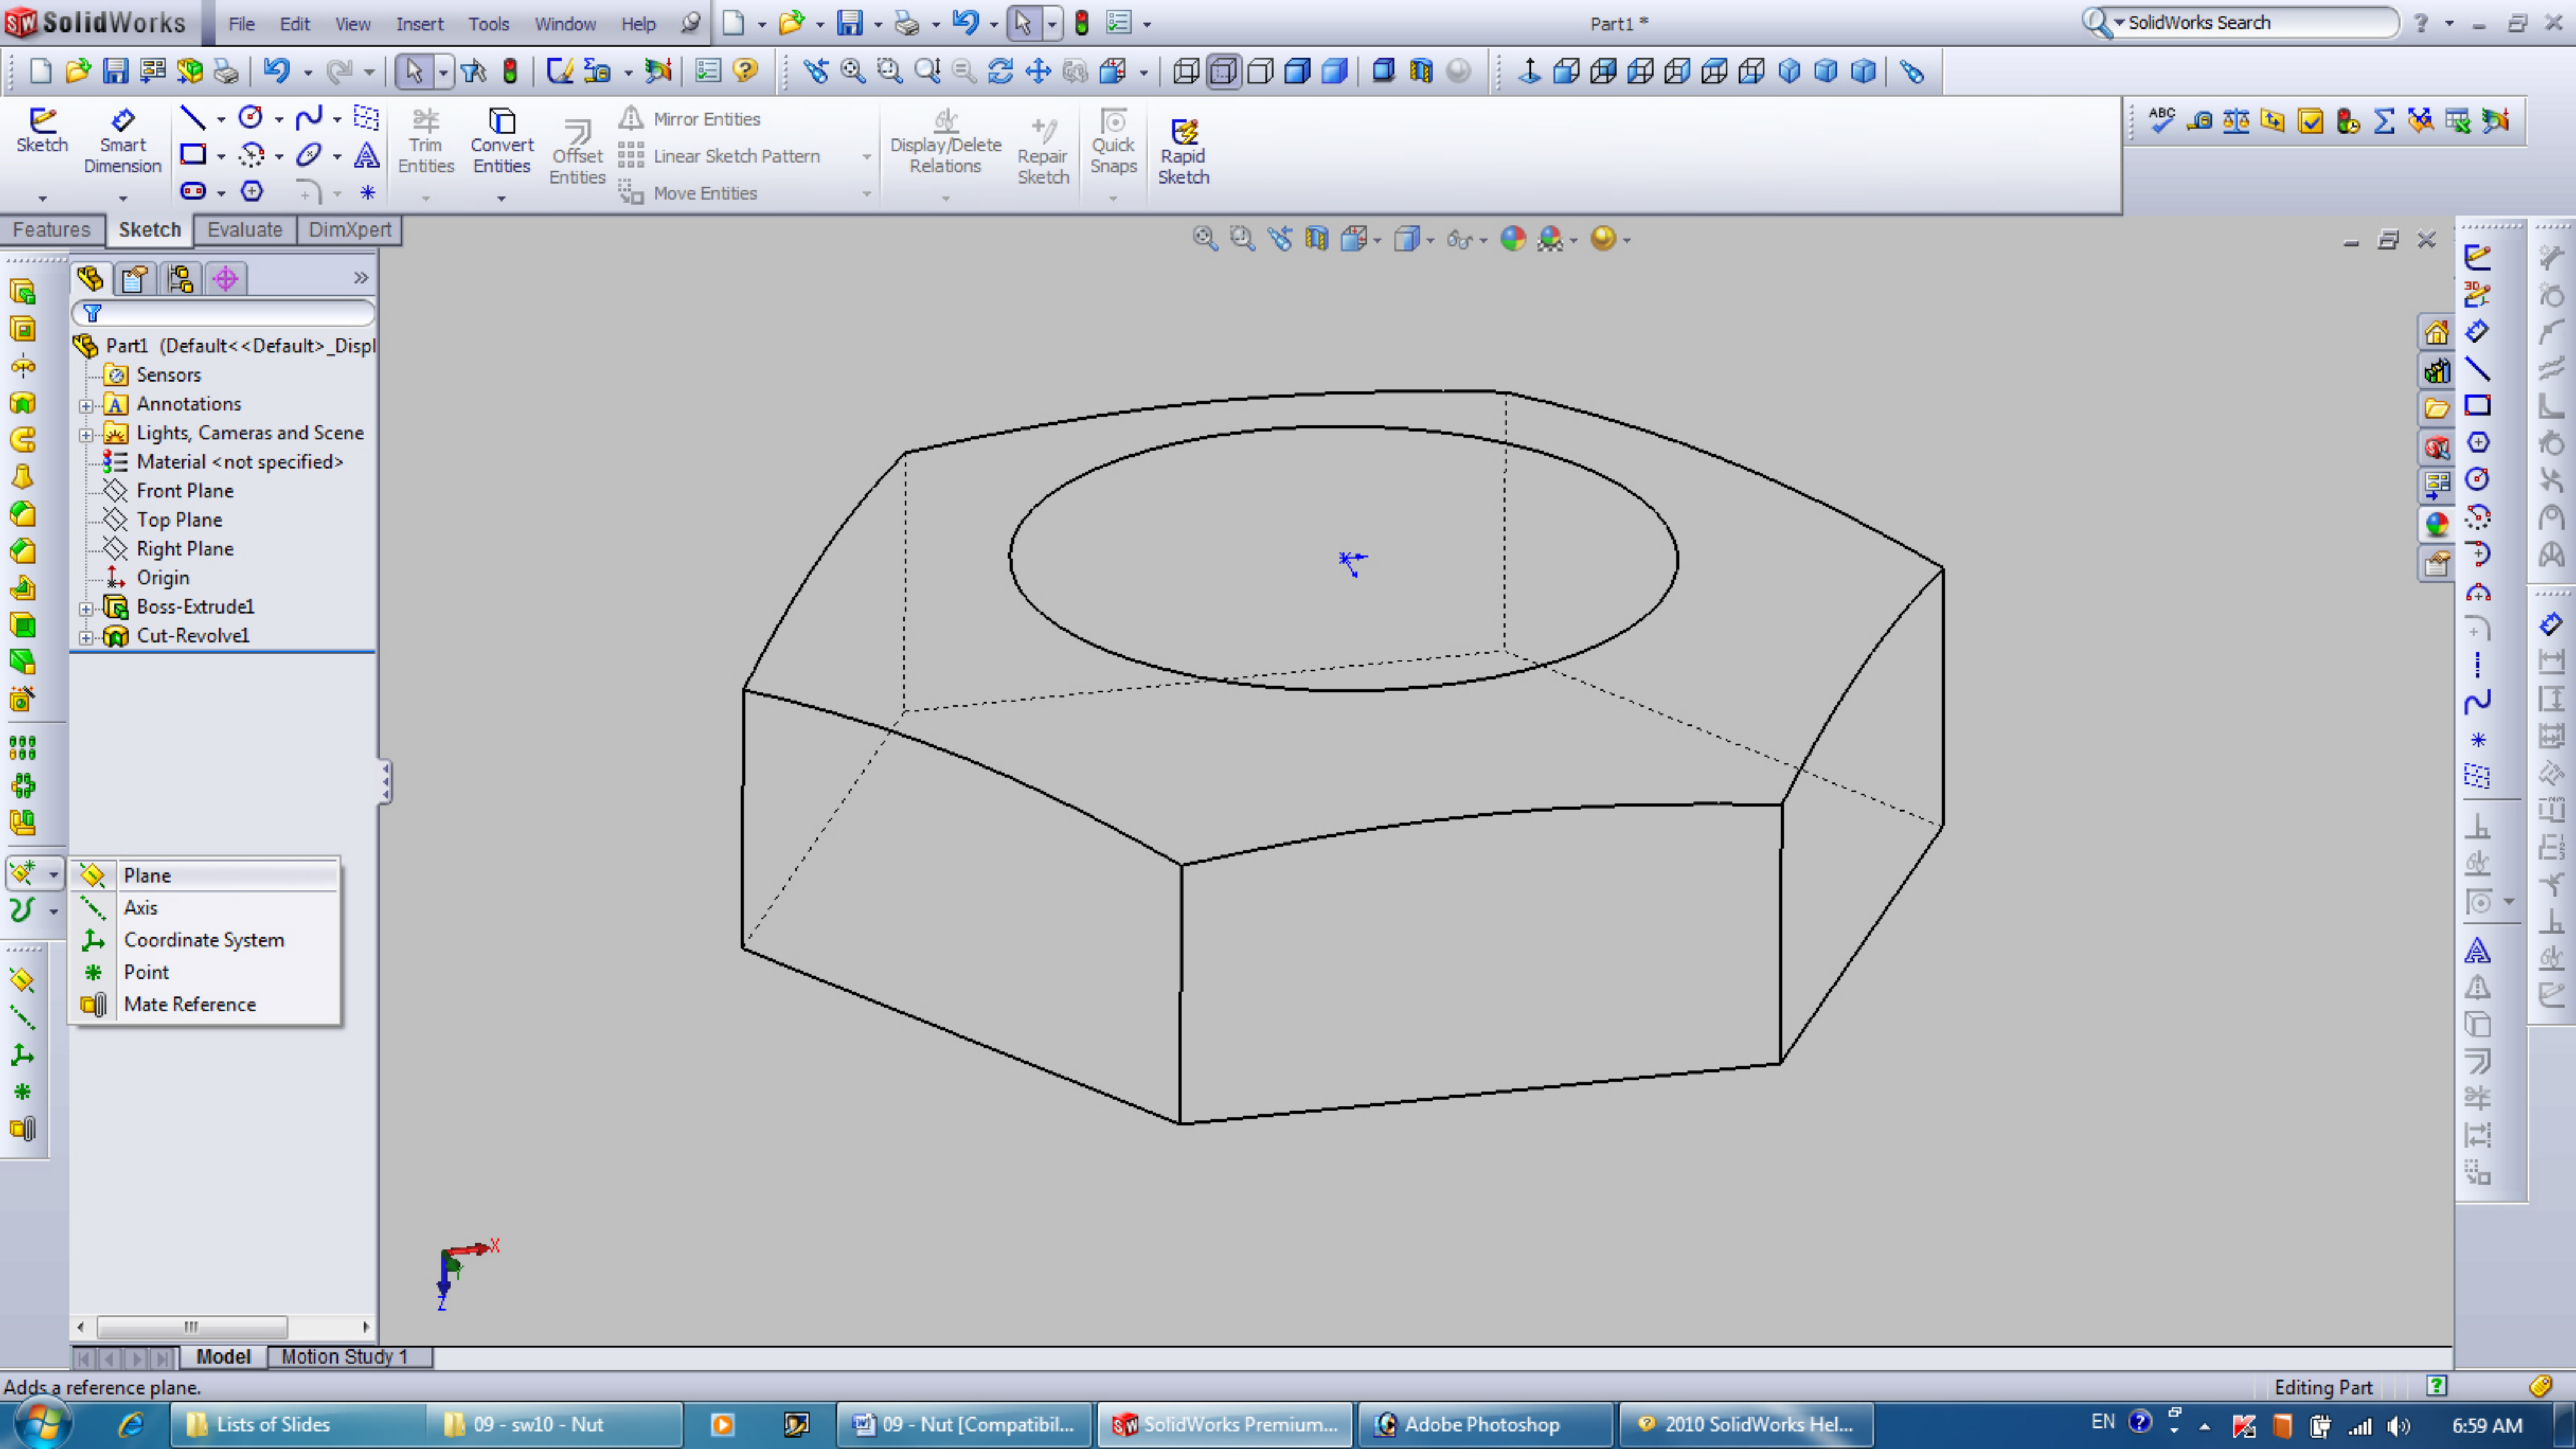 SolidWorks File Edit View Insert Tools Window Help Part1 * SolidWorks Search
Sketch Smart Dimension Trim Entities Convert Entities Offset Entities Mirror Entities Linear Sketch Pattern Move Entities Display/Delete Relations Repair Sketch Quick Snaps Rapid Sketch
ABC
Features Sketch Evaluate DimXpert
3D
Part1 (Default<<Default>_Displ
Sensors
Annotations
Lights, Cameras and Scene
Material <not specified>
Front Plane
Top Plane
Right Plane
Origin
Boss-Extrude1
Cut-Revolve1
Plane
Axis
Coordinate System
Point
Mate Reference
X
Y
Z
Model Motion Study 1
Adds a reference plane. Editing Part
Lists of Slides 09 - sw10 - Nut 09 - Nut [Compatibil... SolidWorks Premium... Adobe Photoshop 2010 SolidWorks Hel... EN 6:59 AM